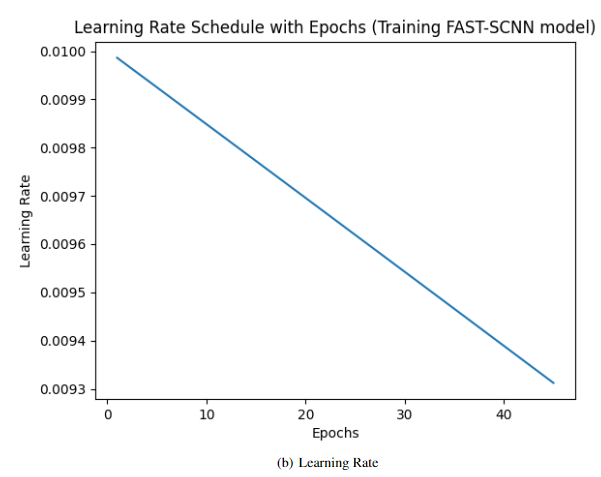 Learning Rate Schedule with Epochs (Training FAST-SCNN model)
0.0100
0.0099
0.0098
0.0097
0.0096
0.0095
0.0094
0.0093
Learning Rate
0 10 20 30 40
Epochs
(b) Learning Rate